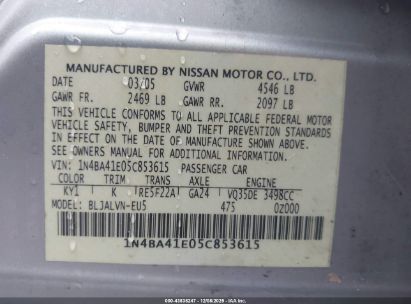 MANUFACTURED BY NISSAN MOTOR CO., LTD.
DATE 03/05 GVWR 4546 LB
GAWR FR. 2469 LB GAWR RR. 2097 LB
THIS VEHICLE CONFORMS TO ALL APPLICABLE FEDERAL MOTOR
VEHICLE SAFETY, BUMPER AND THEFT PREVENTION STANDARDS
IN EFFECT ON THE DATE OF MANUFACTURE SHOWN ABOVE.
SEE OWNERS MANUAL FOR ADDITIONAL INFORMATION.
VIN: 1N4BA41E05C853615 PASSENGER CAR
COLOR TRIM TRANS AXLE ENGINE
KY1 K RE5F22A GA24 VQ35DE 3498CC
MODEL: BLJALVN-EU5 475 0Z000
1N4BA41E05C853615